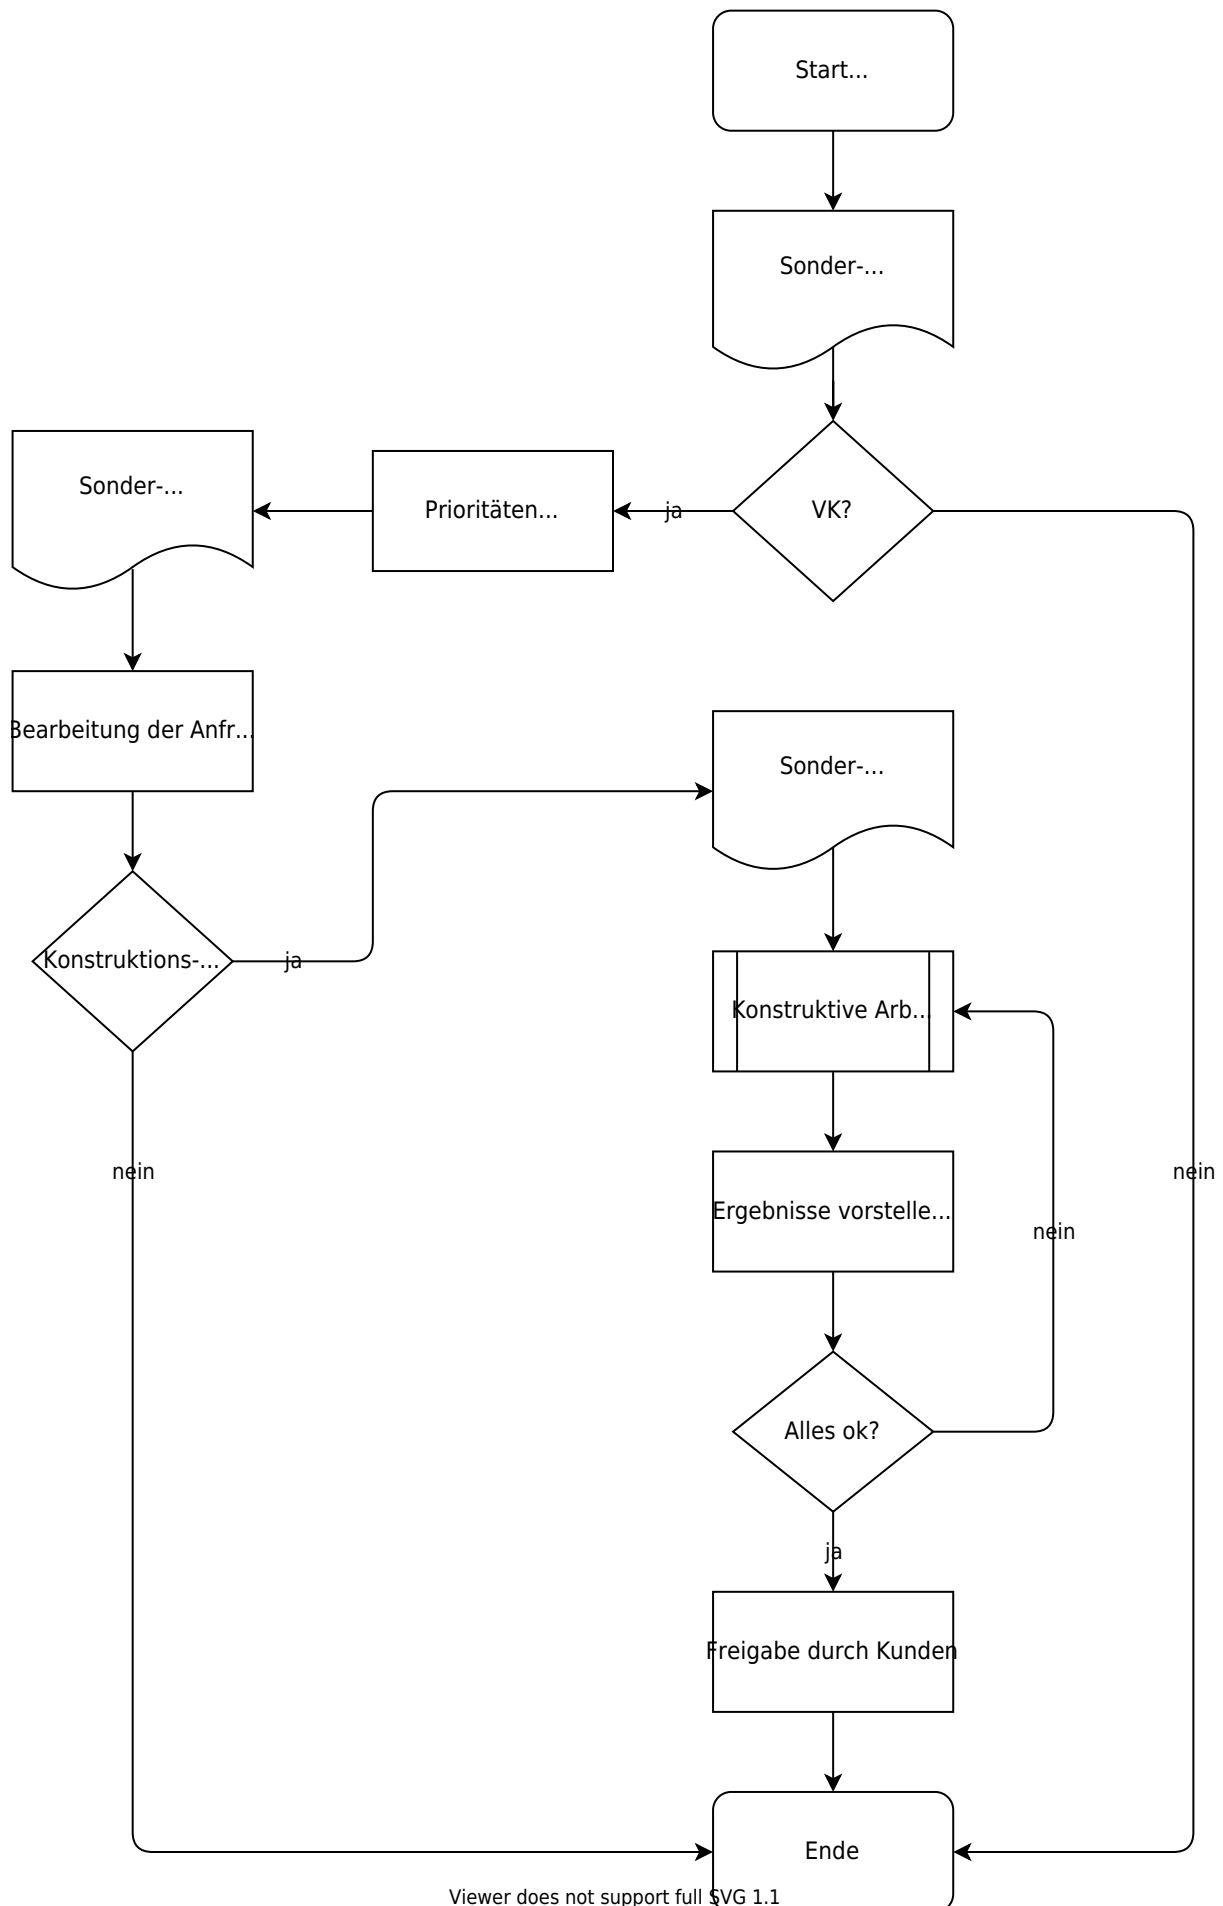 Start...
Sonder-...
VK?
ja
Prioritäten...
Sonder-...
Bearbeitung der Anfr...
Konstruktions-...
ja
Sonder-...
Konstruktive Arb...
nein
nein
Ergebnisse vorstelle...
nein
Alles ok?
ja
Freigabe durch Kunden
Ende
Viewer does not support full SVG 1.1